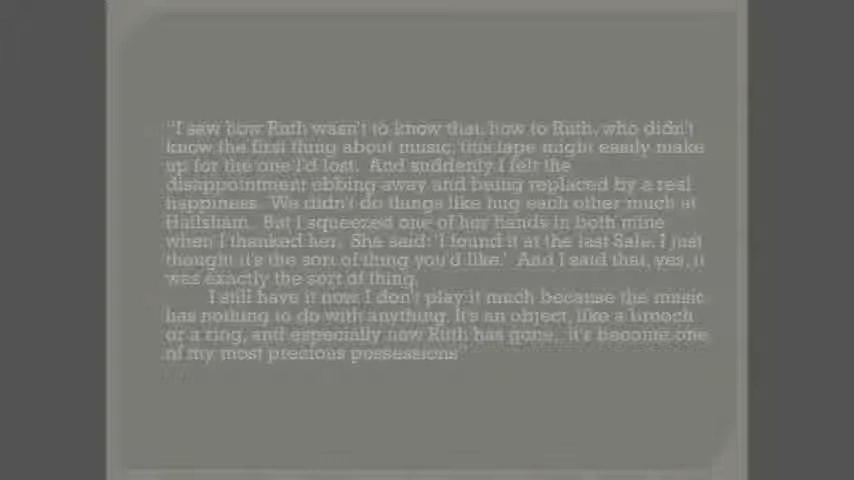 "I saw how Ruth wasn't to know that, how to Ruth, who didn't
know the first thing about music, this tape might easily make
up for the one I'd lost. And suddenly I felt the
disappointment ebbing away and being replaced by a real
happiness. We didn't do things like hug each other much at
Hailsham. But I squeezed one of her hands in both mine
when I thanked her. She said: 'I found it at the last Sale. I just
thought it's the sort of thing you'd like.' And I said that, yes, it
was exactly the sort of thing.
I still have it now. I don't play it much because the music
has nothing to do with anything. It's an object, like a brooch
or a ring, and especially now Ruth has gone, it's become one
of my most precious possessions"